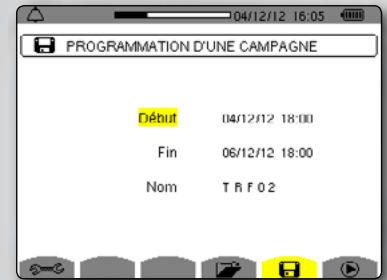 04/12/12 16:05
PROGRAMMATION D'UNE CAMPAGNE
Début 04/12/12 18:00
Fin 06/12/12 18:00
Nom TRF02